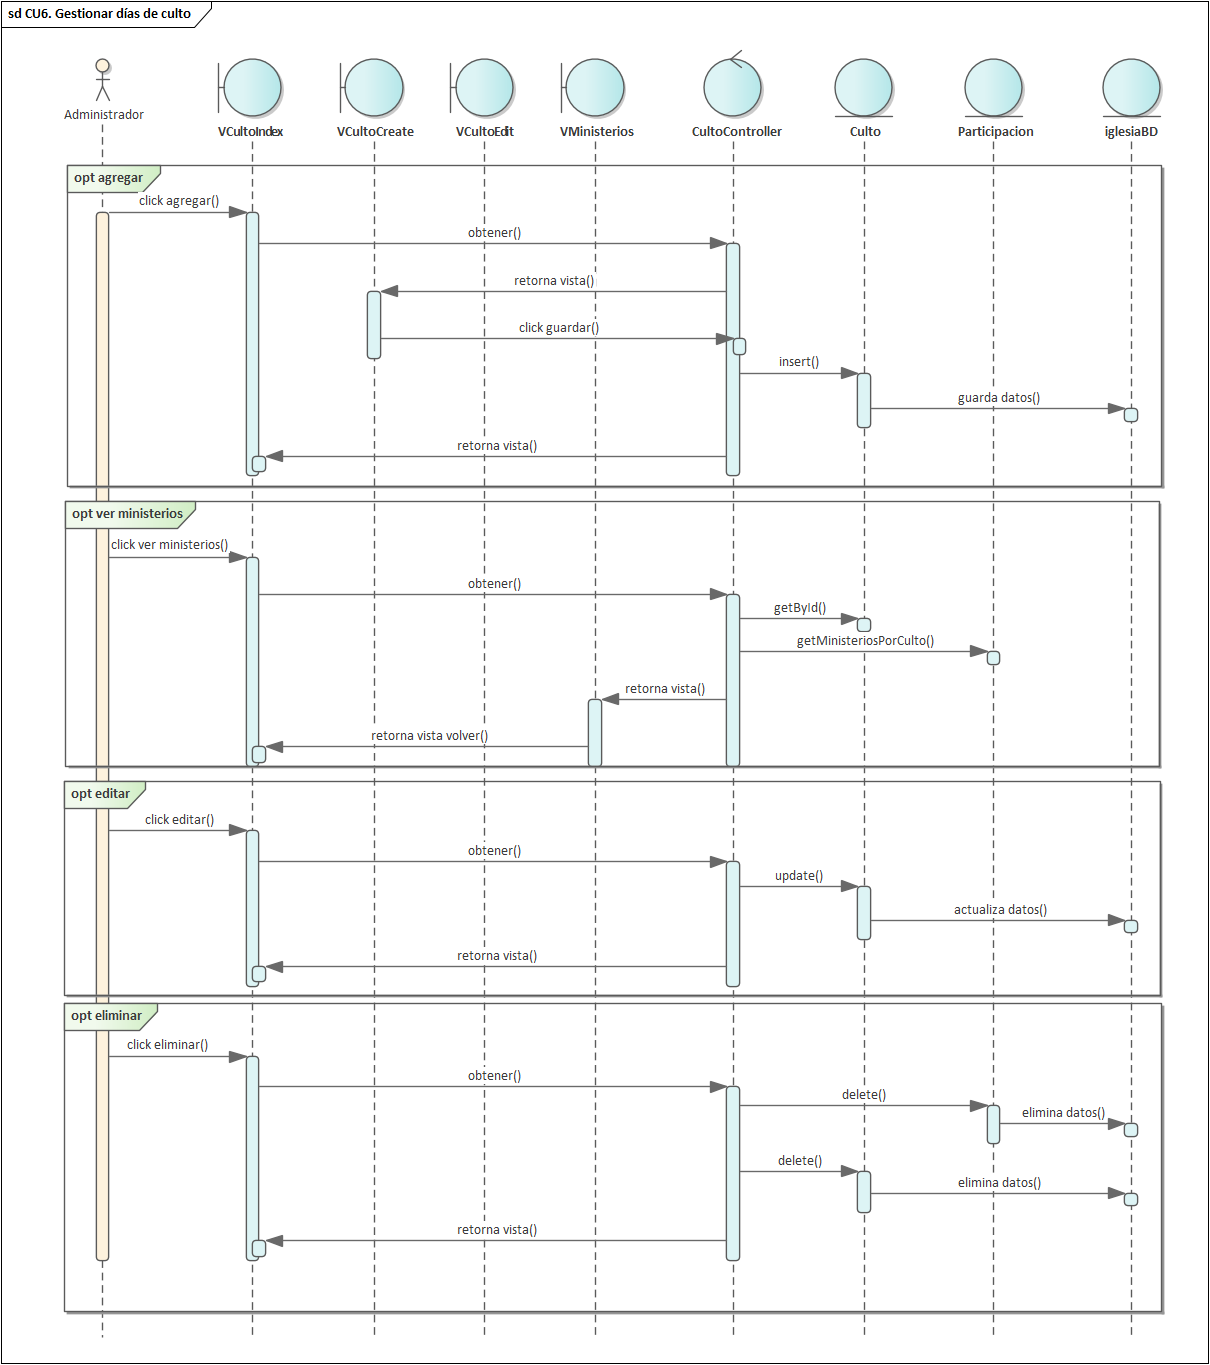 sd CU6. Gestionar días de culto
Administrador
VCultoIndex
VCultoCreate
VCultoEdit
VMinisterios
CultoController
Culto
Participacion
iglesiaBD
opt agregar
click agregar()
obtener()
retorna vista()
click guardar()
insert()
guarda datos()
retorna vista()
opt ver ministerios
click ver ministerios()
obtener()
getById()
getMinisteriosPorCulto()
retorna vista()
retorna vista volver()
opt editar
click editar()
obtener()
update()
actualiza datos()
retorna vista()
opt eliminar
click eliminar()
obtener()
delete()
elimina datos()
delete()
elimina datos()
retorna vista()